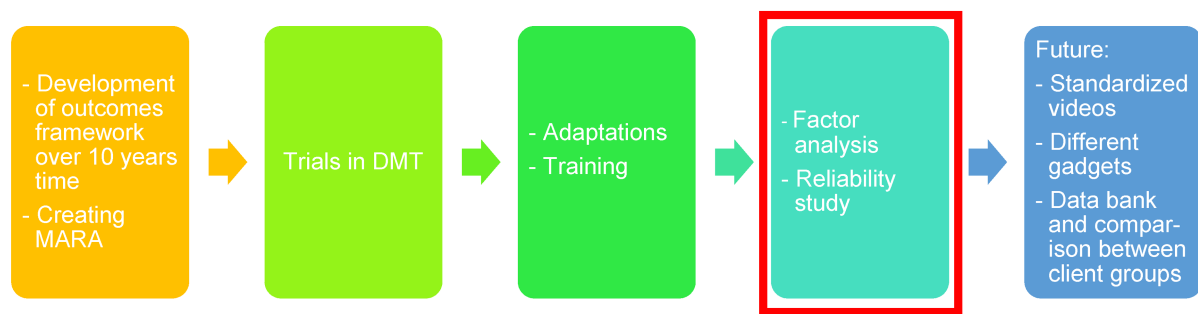 - Development
of outcomes
framework
over 10 years
time
- Creating
MARA
Trials in DMT
- Adaptations
- Training
- Factor
analysis
- Reliability
study
Future:
- Standardized
videos
- Different
gadgets
- Data bank
and compar-
ison between
client groups